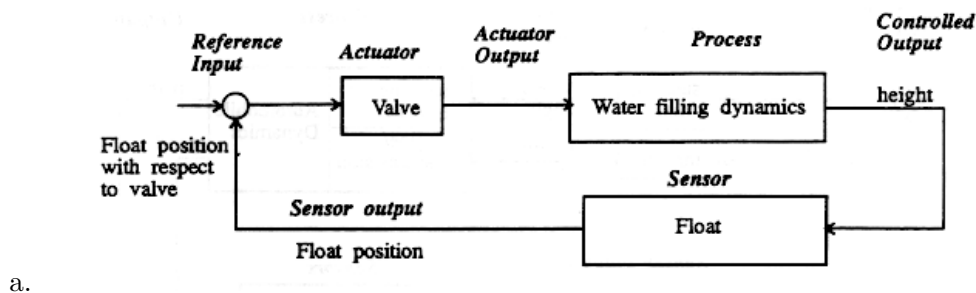 Reference
Input
Actuator
Actuator
Output
Process
Controlled
Output
Valve
Water filling dynamics
height
Float position
with respect
to valve
Sensor
Sensor output
Float
Float position
a.